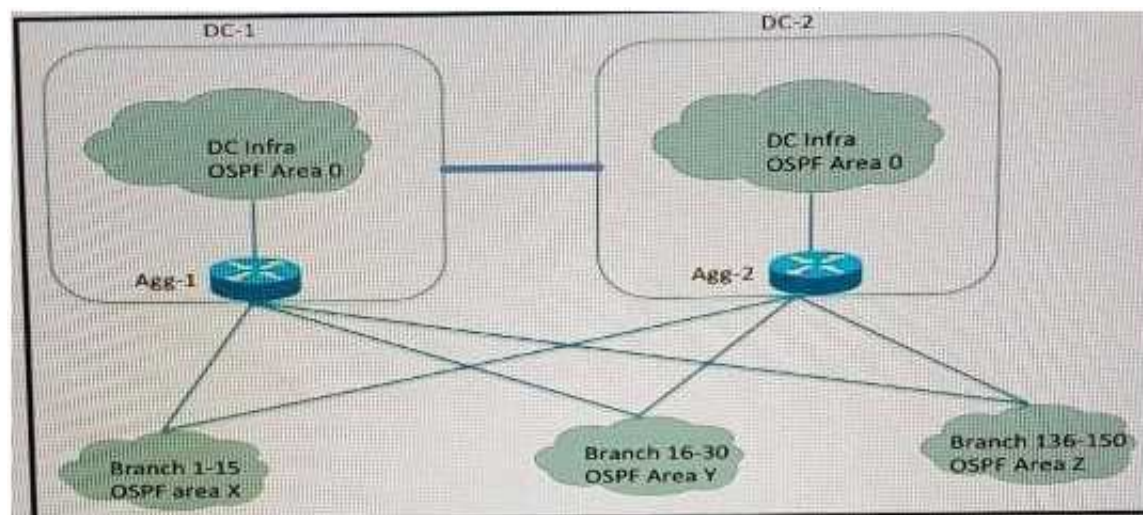 DC-1
DC-2
DC Infra
OSPF Area 0
DC Infra
OSPF Area 0
Agg-1
Agg-2
Branch 1-15
OSPF area X
Branch 16-30
OSPF Area Y
Branch 136-150
OSPF Area Z